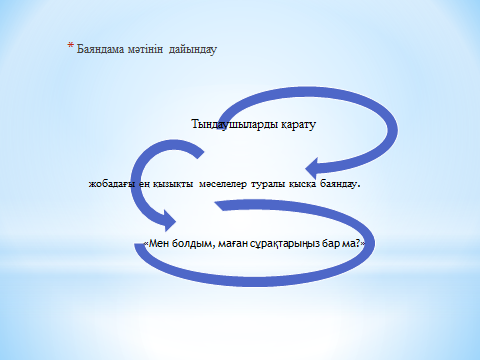 * Баяндама мәтінін дайындау
Тыңдаушыларды қарату
жобадағы ең қызықты мәселелер туралы қысқа баяндау.
«Мен болдым, маған сұрақтарыңыз бар ма?»